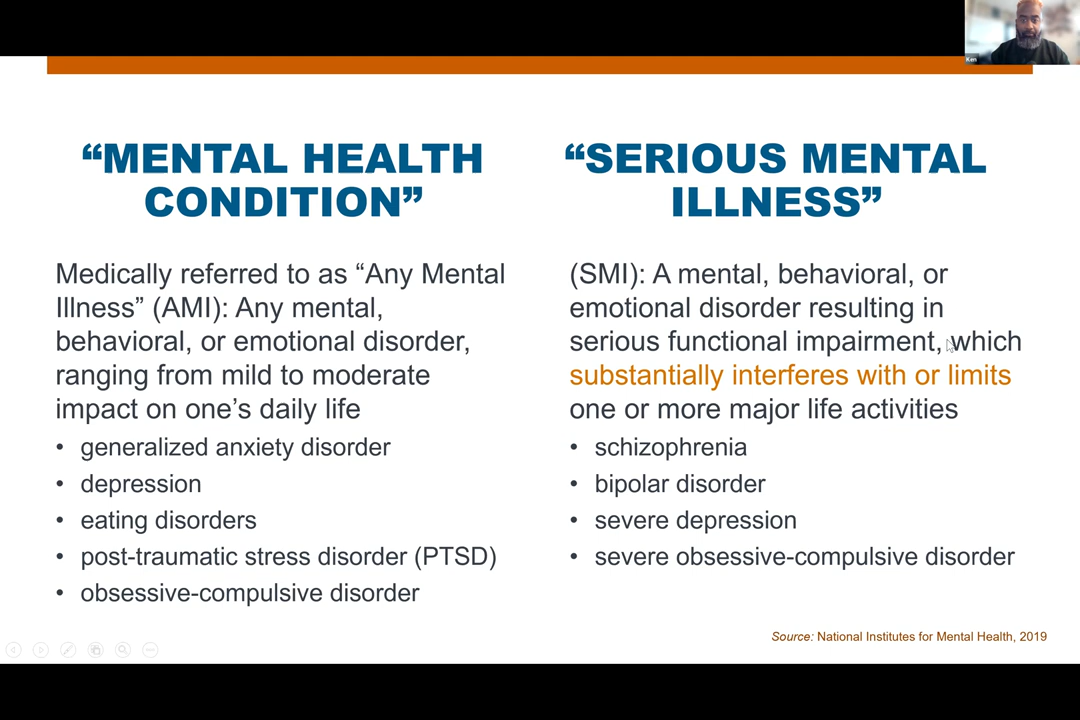 Ken
“MENTAL HEALTH
CONDITION”
Medically referred to as “Any Mental
Illness” (AMI): Any mental,
behavioral, or emotional disorder,
ranging from mild to moderate
impact on one’s daily life
• generalized anxiety disorder
• depression
• eating disorders
• post-traumatic stress disorder (PTSD)
• obsessive-compulsive disorder
“SERIOUS MENTAL
ILLNESS”
(SMI): A mental, behavioral, or
emotional disorder resulting in
serious functional impairment, which
substantially interferes with or limits
one or more major life activities
• schizophrenia
• bipolar disorder
• severe depression
• severe obsessive-compulsive disorder
Source: National Institutes for Mental Health, 2019